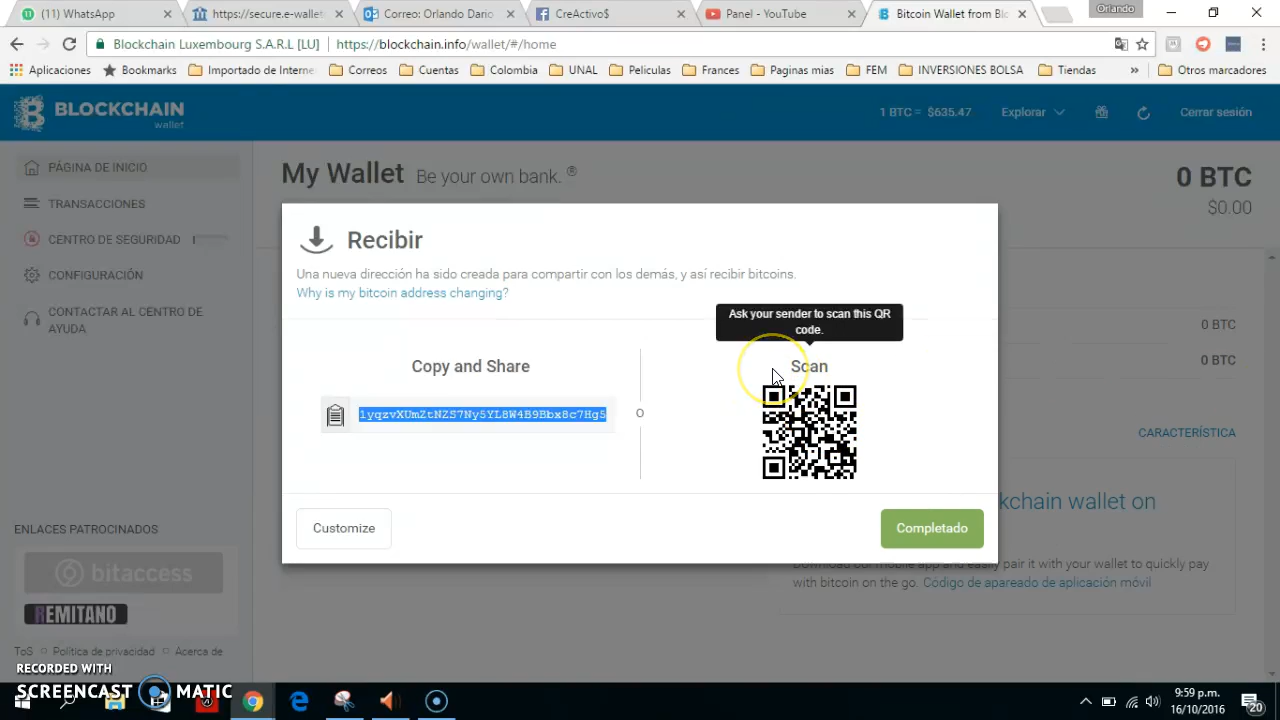 (11) WhatsApp
https://secure.e-wallet
Correo: Orlando Dario
CreActivo$
Panel - YouTube
Bitcoin Wallet from Blo
Orlando
Blockchain Luxembourg S.A.R.L [LU]
https://blockchain.info/wallet/#/home
Aplicaciones
Bookmarks
Importado de Interne
Correos
Cuentas
Colombia
UNAL
Peliculas
Frances
Paginas mias
FEM
INVERSIONES BOLSA
Tiendas
»
Otros marcadores
BLOCKCHAIN
wallet
1 BTC = $635.47
Explorar
Cerrar sesión
PÁGINA DE INICIO
TRANSACCIONES
CENTRO DE SEGURIDAD
CONFIGURACIÓN
CONTACTAR AL CENTRO DE
AYUDA
My Wallet Be your own bank. ®
0 BTC
$0.00
Recibir
Una nueva dirección ha sido creada para compartir con los demás, y así recibir bitcoins.
Why is my bitcoin address changing?
Ask your sender to scan this QR
code.
0 BTC
0 BTC
Copy and Share
1yqzvXUmZtNZS7Ny5YL8W4B9Bbx8c7Hg5
O
Scan
CARACTERÍSTICA
kchain wallet on
Customize
Completado
Download our mobile app and easily pair it with your wallet to quickly pay
with bitcoin on the go. Código de apareado de aplicación móvil
ENLACES PATROCINADOS
bitaccess
REMITANO
ToS
Política de privacidad
Acerca de
RECORDED WITH
SCREENCAST MATIC
9:59 p.m.
16/10/2016
20